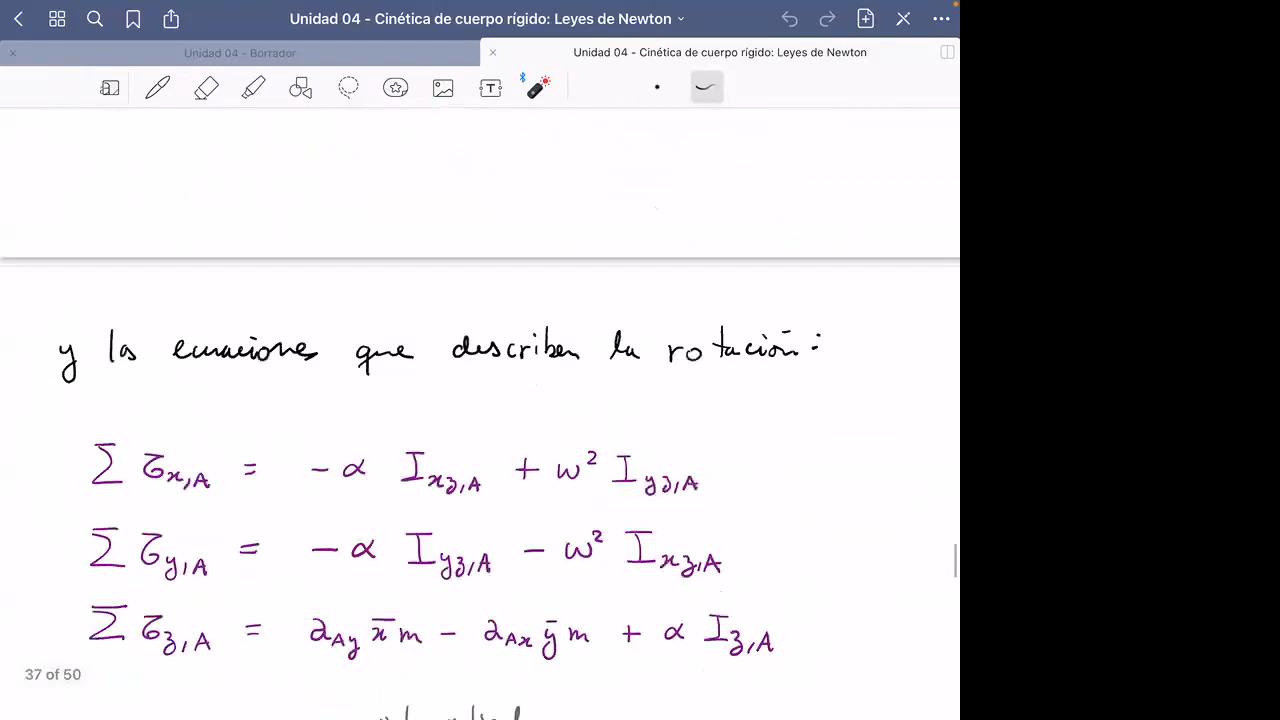 Unidad 04 - Cinética de cuerpo rígido: Leyes de Newton
Unidad 04 - Borrador
Unidad 04 - Cinética de cuerpo rígido: Leyes de Newton
y las ecuaciones que describen la rotación:
∑ τx,A = - α Ixz,A + ω² Iyz,A
∑ τy,A = - α Iyz,A - ω² Ixz,A
∑ τz,A = aAy x̄ m - aAx ȳ m + α Iz,A
37 of 50